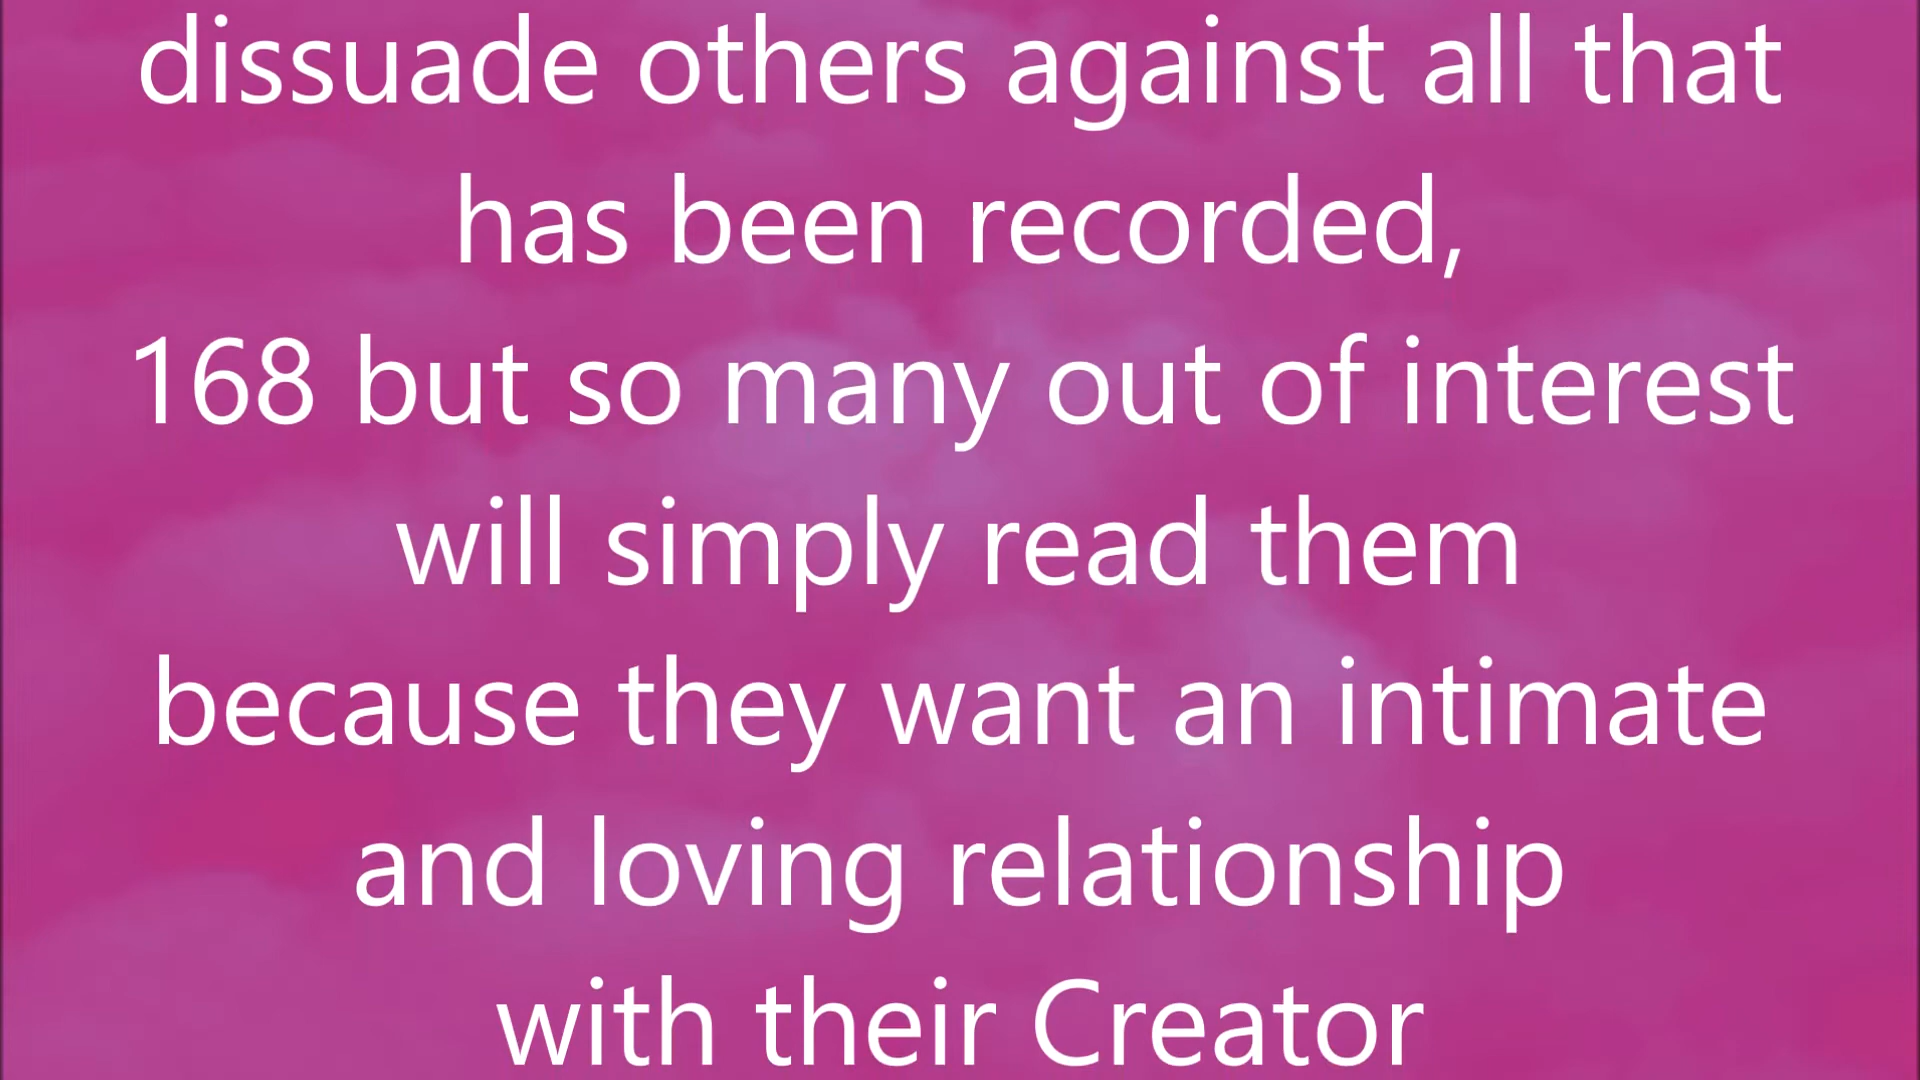 dissuade others against all that
has been recorded,
168 but so many out of interest
will simply read them
because they want an intimate
and loving relationship
with their Creator